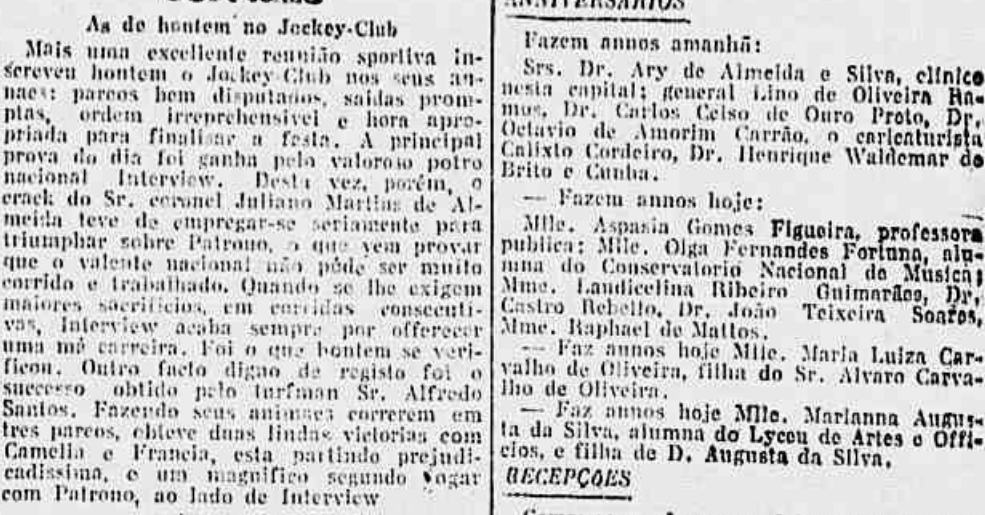 As de hontem no Jockey-Club
Mais uma excellente reunião sportiva in-
screveu hontem o Jockey Club nos seus an-
naes: pareos bem disputados, saidas prom-
ptas, ordem irreprehensivel e hora apro-
priada para finalisar a festa. A principal
prova do dia foi ganha pelo valoroso potro
nacional Interview. Desta vez, porém, o
crack do Sr. coronel Juliano Martins de Al-
meida teve de empregar-se seriamente para
triumphar sobre Patrono, o que vem provar
que o valente nacional não póde ser muito
corrido e trabalhado. Quando se lhe exigem
maiores sacrificios, em corridas consecuti-
vas, Interview acaba sempre por offerecer
uma má carreira. Foi o que hontem se veri-
ficou. Outro facto digno de registo foi o
successo obtido pelo turfman Sr. Alfredo
Santos. Fazendo seus animaes correrem em
tres pareos, obteve duas lindas victorias com
Camelia e Francia, esta partindo prejudi-
cadissima, e um magnifico segundo logar
com Patrono, ao lado de Interview
ANNIVERSARIOS
Fazem annos amanhã:
Srs. Dr. Ary de Almeida e Silva, clinico
nesta capital; general Lino de Oliveira Ra-
mos, Dr. Carlos Celso de Ouro Preto, Dr.
Octavio de Amorim Carrão, o caricaturista
Calixto Cordeiro, Dr. Henrique Waldemar de
Brito e Cunha.
— Fazem annos hoje:
Mlle. Aspasia Gomes Figueira, professora
publica; Mlle. Olga Fernandes Fortuna, alu-
mna do Conservatorio Nacional de Musica;
Mme. Laudicelina Ribeiro Guimarães, Dr.
Castro Rebello, Dr. João Teixeira Soares,
Mme. Raphael de Mattos.
— Faz annos hoje Mlle. Maria Luiza Car-
valho de Oliveira, filha do Sr. Alvaro Carva-
lho de Oliveira.
— Faz annos hoje Mlle. Marianna Augus-
ta da Silva, alumna do Lyceu de Artes e Offi-
cios, e filha de D. Augusta da Silva.
RECEPÇOES